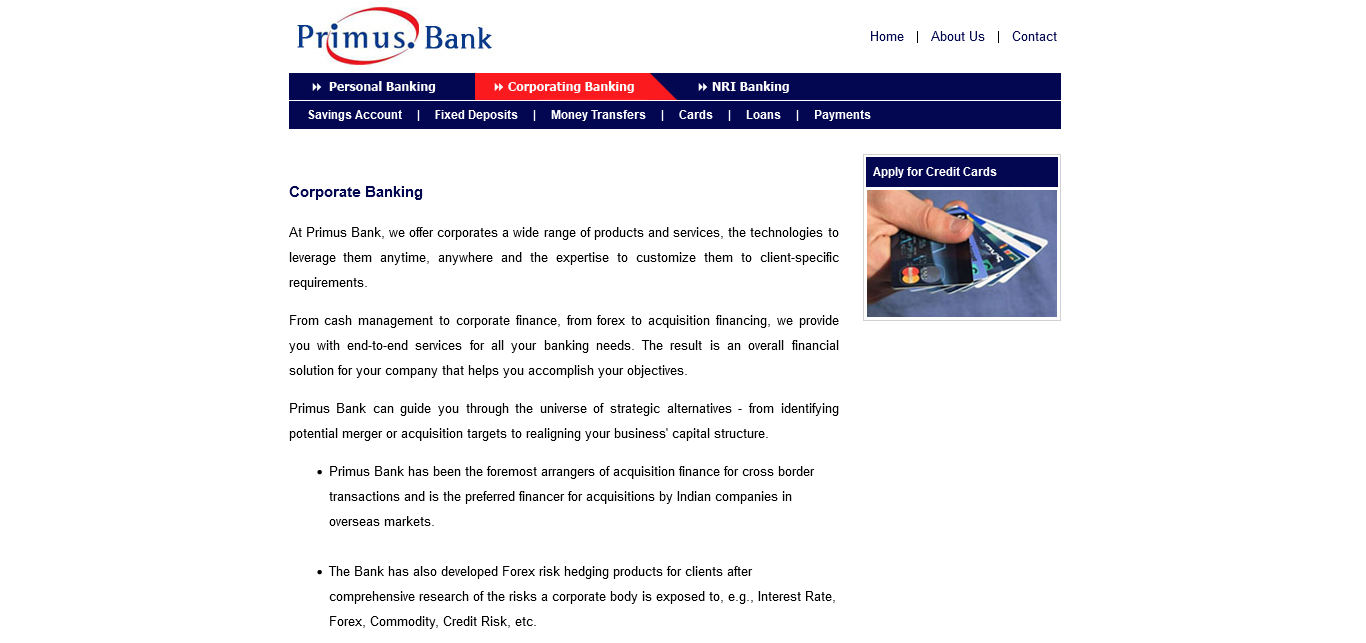 Primus. Bank
Home | About Us | Contact
Personal Banking Corporating Banking NRI Banking
Savings Account | Fixed Deposits | Money Transfers | Cards | Loans | Payments
Apply for Credit Cards
Corporate Banking
At Primus Bank, we offer corporates a wide range of products and services, the technologies to
leverage them anytime, anywhere and the expertise to customize them to client-specific
requirements.
From cash management to corporate finance, from forex to acquisition financing, we provide
you with end-to-end services for all your banking needs. The result is an overall financial
solution for your company that helps you accomplish your objectives.
Primus Bank can guide you through the universe of strategic alternatives - from identifying
potential merger or acquisition targets to realigning your business' capital structure.
• Primus Bank has been the foremost arrangers of acquisition finance for cross border
transactions and is the preferred financer for acquisitions by Indian companies in
overseas markets.
• The Bank has also developed Forex risk hedging products for clients after
comprehensive research of the risks a corporate body is exposed to, e.g., Interest Rate,
Forex, Commodity, Credit Risk, etc.